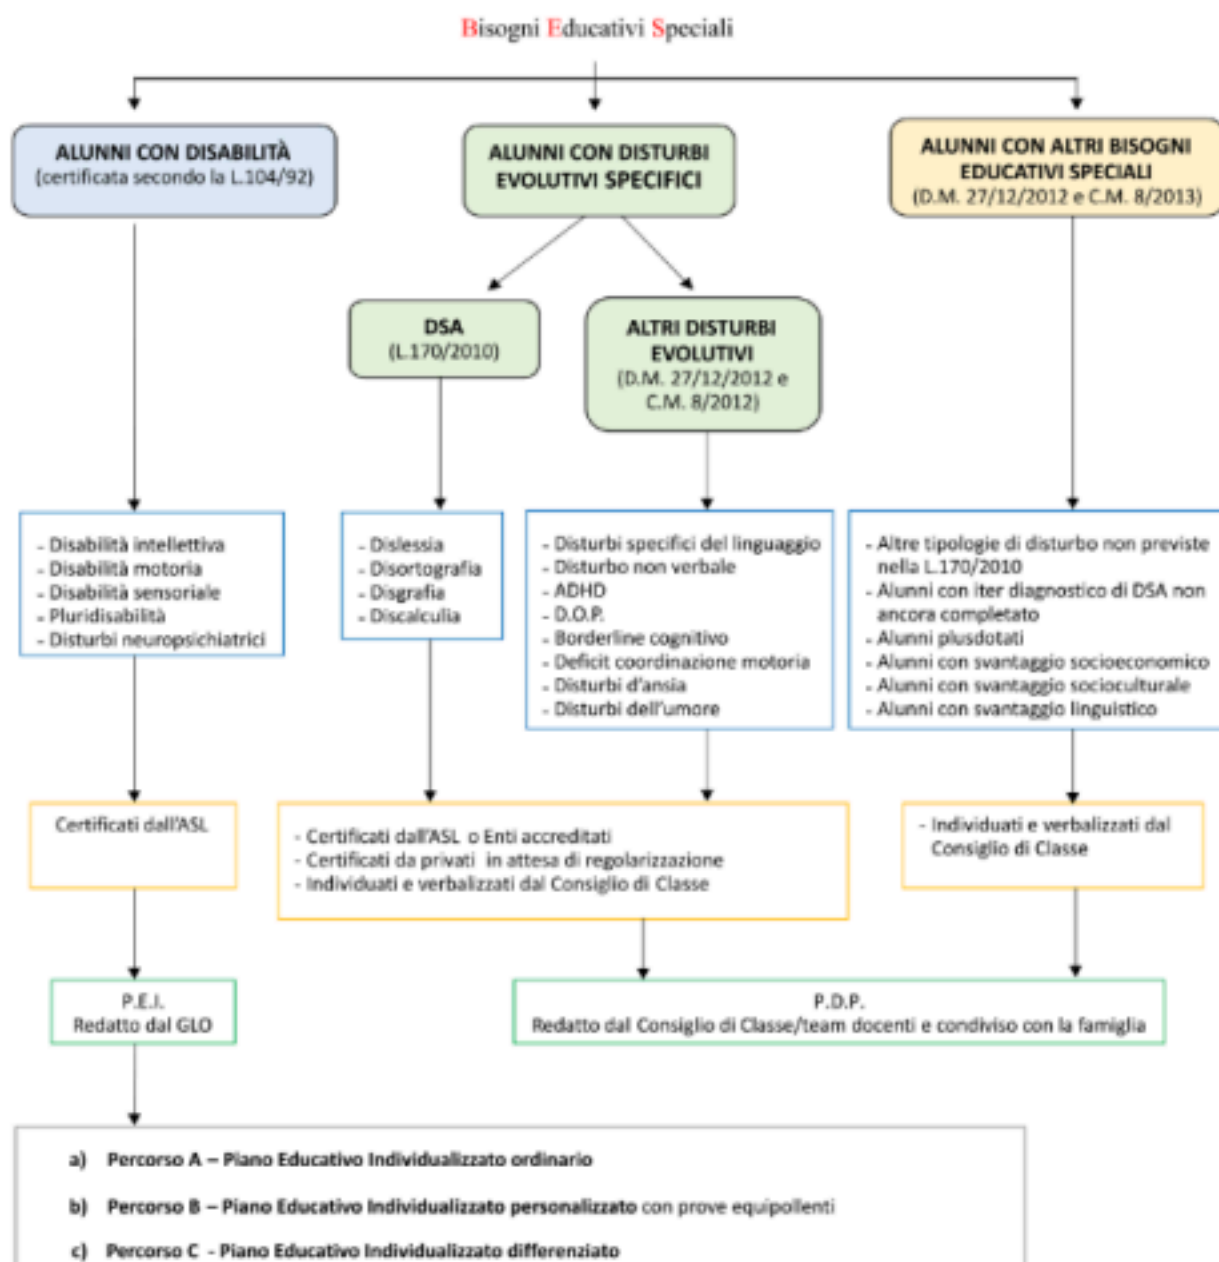 Bisogni Educativi Speciali
ALUNNI CON DISABILITÀ
(certificata secondo la L.104/92)
ALUNNI CON DISTURBI
EVOLUTIVI SPECIFICI
ALUNNI CON ALTRI BISOGNI
EDUCATIVI SPECIALI
(D.M. 27/12/2012 e C.M. 8/2013)
DSA
(L.170/2010)
ALTRI DISTURBI
EVOLUTIVI
(D.M. 27/12/2012 e
C.M. 8/2012)
- Disabilità intellettiva
- Disabilità motoria
- Disabilità sensoriale
- Pluridisabilità
- Disturbi neuropsichiatrici
- Dislessia
- Disortografia
- Disgrafia
- Discalculia
- Disturbi specifici del linguaggio
- Disturbo non verbale
- ADHD
- D.O.P.
- Borderline cognitivo
- Deficit coordinazione motoria
- Disturbi d'ansia
- Disturbi dell'umore
- Altre tipologie di disturbo non previste
nella L.170/2010
- Alunni con iter diagnostico di DSA non
ancora completato
- Alunni plusdotati
- Alunni con svantaggio socioeconomico
- Alunni con svantaggio socioculturale
- Alunni con svantaggio linguistico
Certificati dall'ASL
- Certificati dall'ASL o Enti accreditati
- Certificati da privati in attesa di regolarizzazione
- Individuati e verbalizzati dal Consiglio di Classe
- Individuati e verbalizzati dal
Consiglio di Classe
P.E.I.
Redatto dal GLO
P.D.P.
Redatto dal Consiglio di Classe/team docenti e condiviso con la famiglia
a) Percorso A – Piano Educativo Individualizzato ordinario
b) Percorso B – Piano Educativo Individualizzato personalizzato con prove equipollenti
c) Percorso C - Piano Educativo Individualizzato differenziato